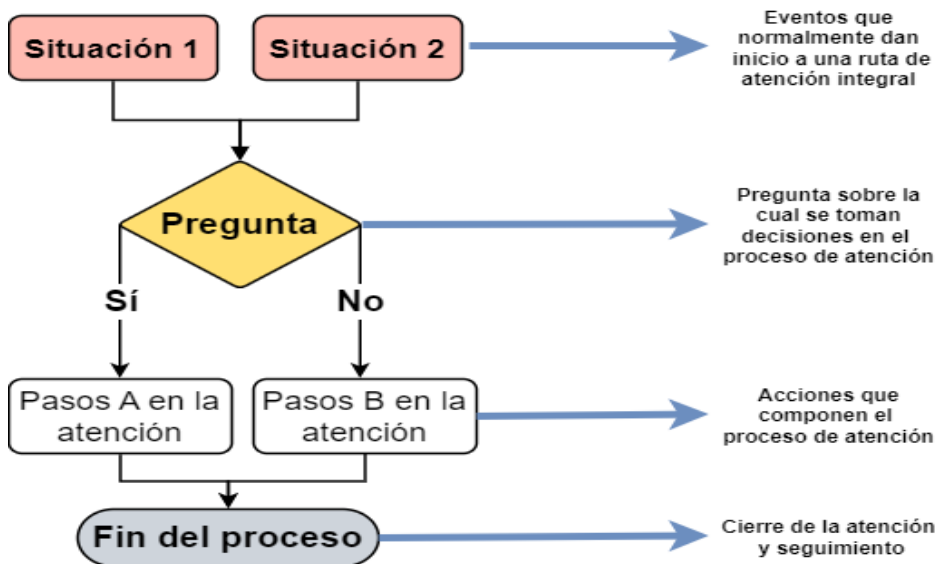 Situación 1
Situación 2
Eventos que
normalmente dan
inicio a una ruta de
atención integral
Pregunta
Pregunta sobre la
cual se toman
decisiones en el
proceso de atención
Sí
No
Pasos A en la
atención
Pasos B en la
atención
Acciones que
componen el
proceso de atención
Fin del proceso
Cierre de la atención
y seguimiento